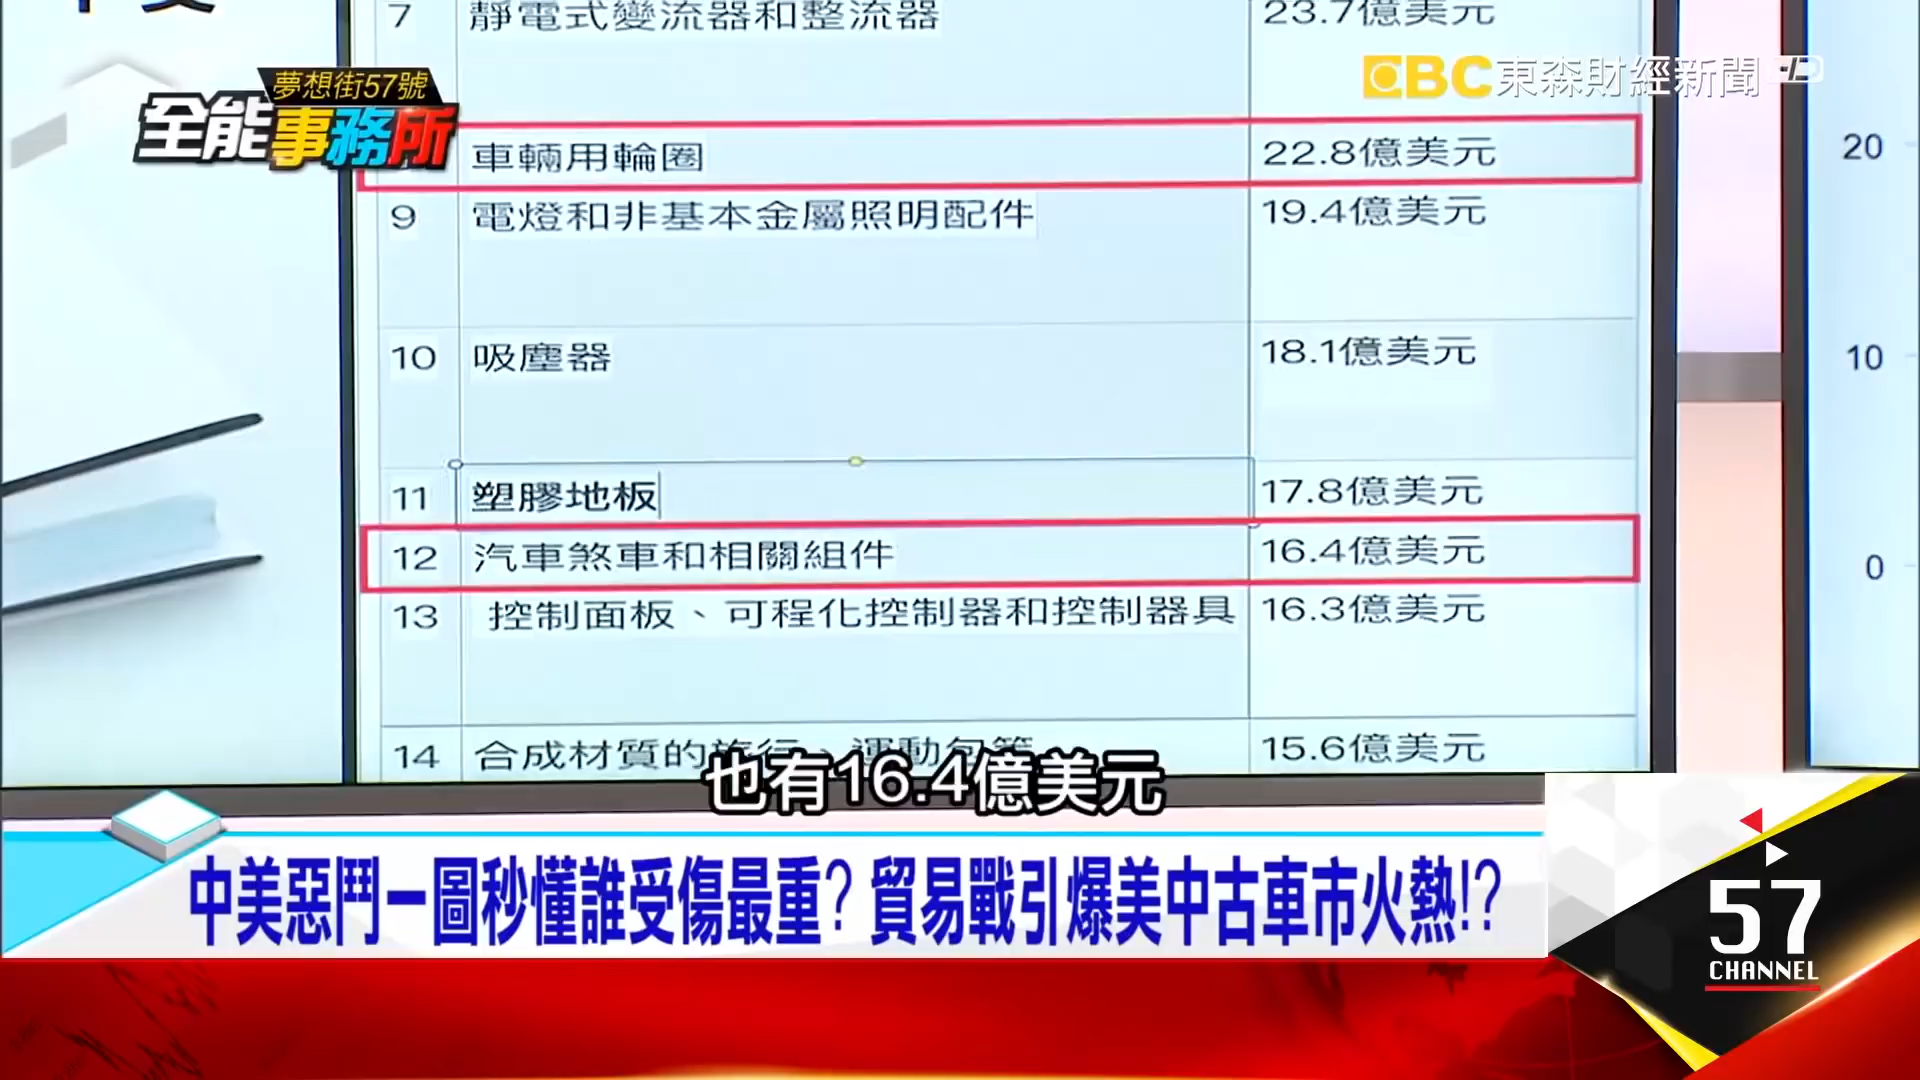 7 靜電式變流器和整流器 23.7億美元
夢想街57號
全能事務所
EBC 東森財經新聞
車輛用輪圈 22.8億美元
9 電燈和非基本金屬照明配件 19.4億美元
10 吸塵器 18.1億美元
11 塑膠地板 17.8億美元
12 汽車煞車和相關組件 16.4億美元
13 控制面板、可程化控制器和控制器具 16.3億美元
14 合成材質的旅行、運動包等 15.6億美元
20
10
0
也有16.4億美元
中美惡鬥一圖秒懂誰受傷最重? 貿易戰引爆美中古車市火熱!?
57
CHANNEL